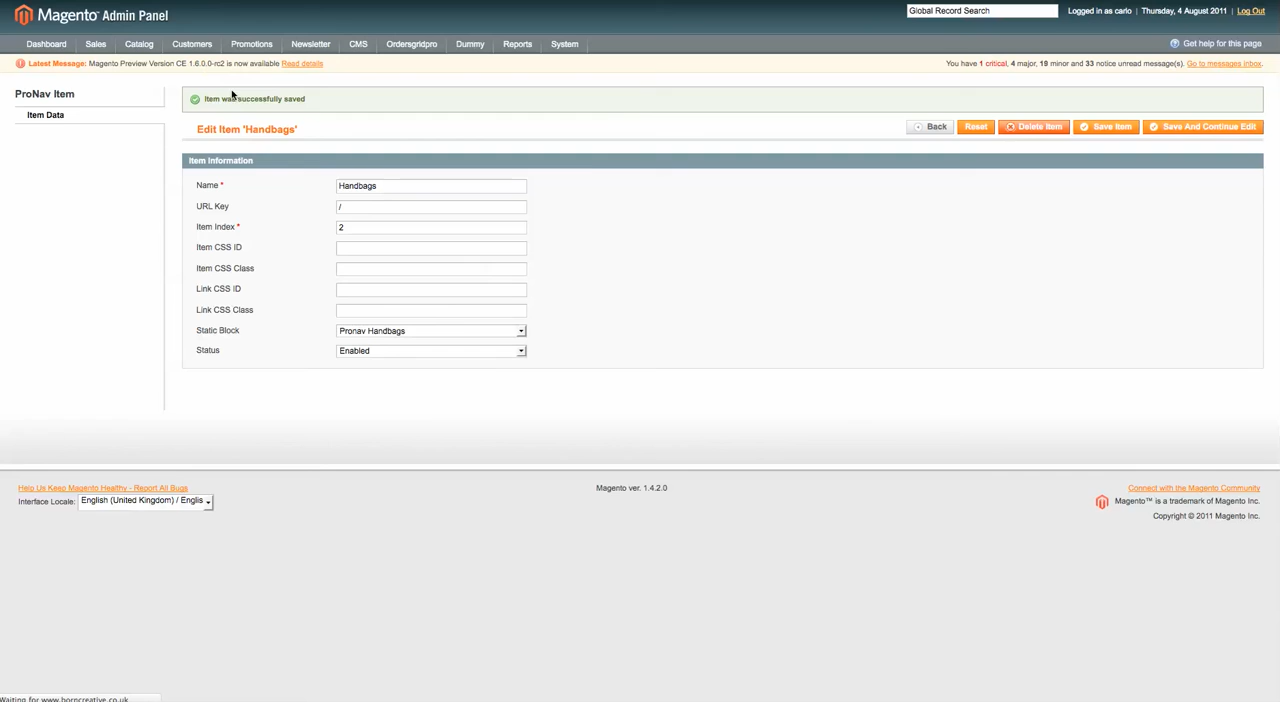 Magento™ Admin Panel
Global Record Search
Logged in as carlo | Thursday, 4 August 2011 | Log Out
Dashboard Sales Catalog Customers Promotions Newsletter CMS Ordersgridpro Dummy Reports System
Get help for this page
Latest Message: Magento Preview Version CE 1.6.0.0-rc2 is now available Read details
You have 1 critical, 4 major, 19 minor and 33 notice unread message(s). Go to messages inbox.
ProNav Item
Item Data
Item was successfully saved
Edit Item 'Handbags'
Back Reset Delete Item Save Item Save And Continue Edit
Item Information
Name * Handbags
URL Key /
Item Index * 2
Item CSS ID
Item CSS Class
Link CSS ID
Link CSS Class
Static Block Pronav Handbags
Status Enabled
Help Us Keep Magento Healthy - Report All Bugs
Interface Locale: English (United Kingdom) / Englis
Magento ver. 1.4.2.0
Connect with the Magento Community
Magento™ is a trademark of Magento Inc.
Copyright © 2011 Magento Inc.
Waiting for www.horncreative.co.uk